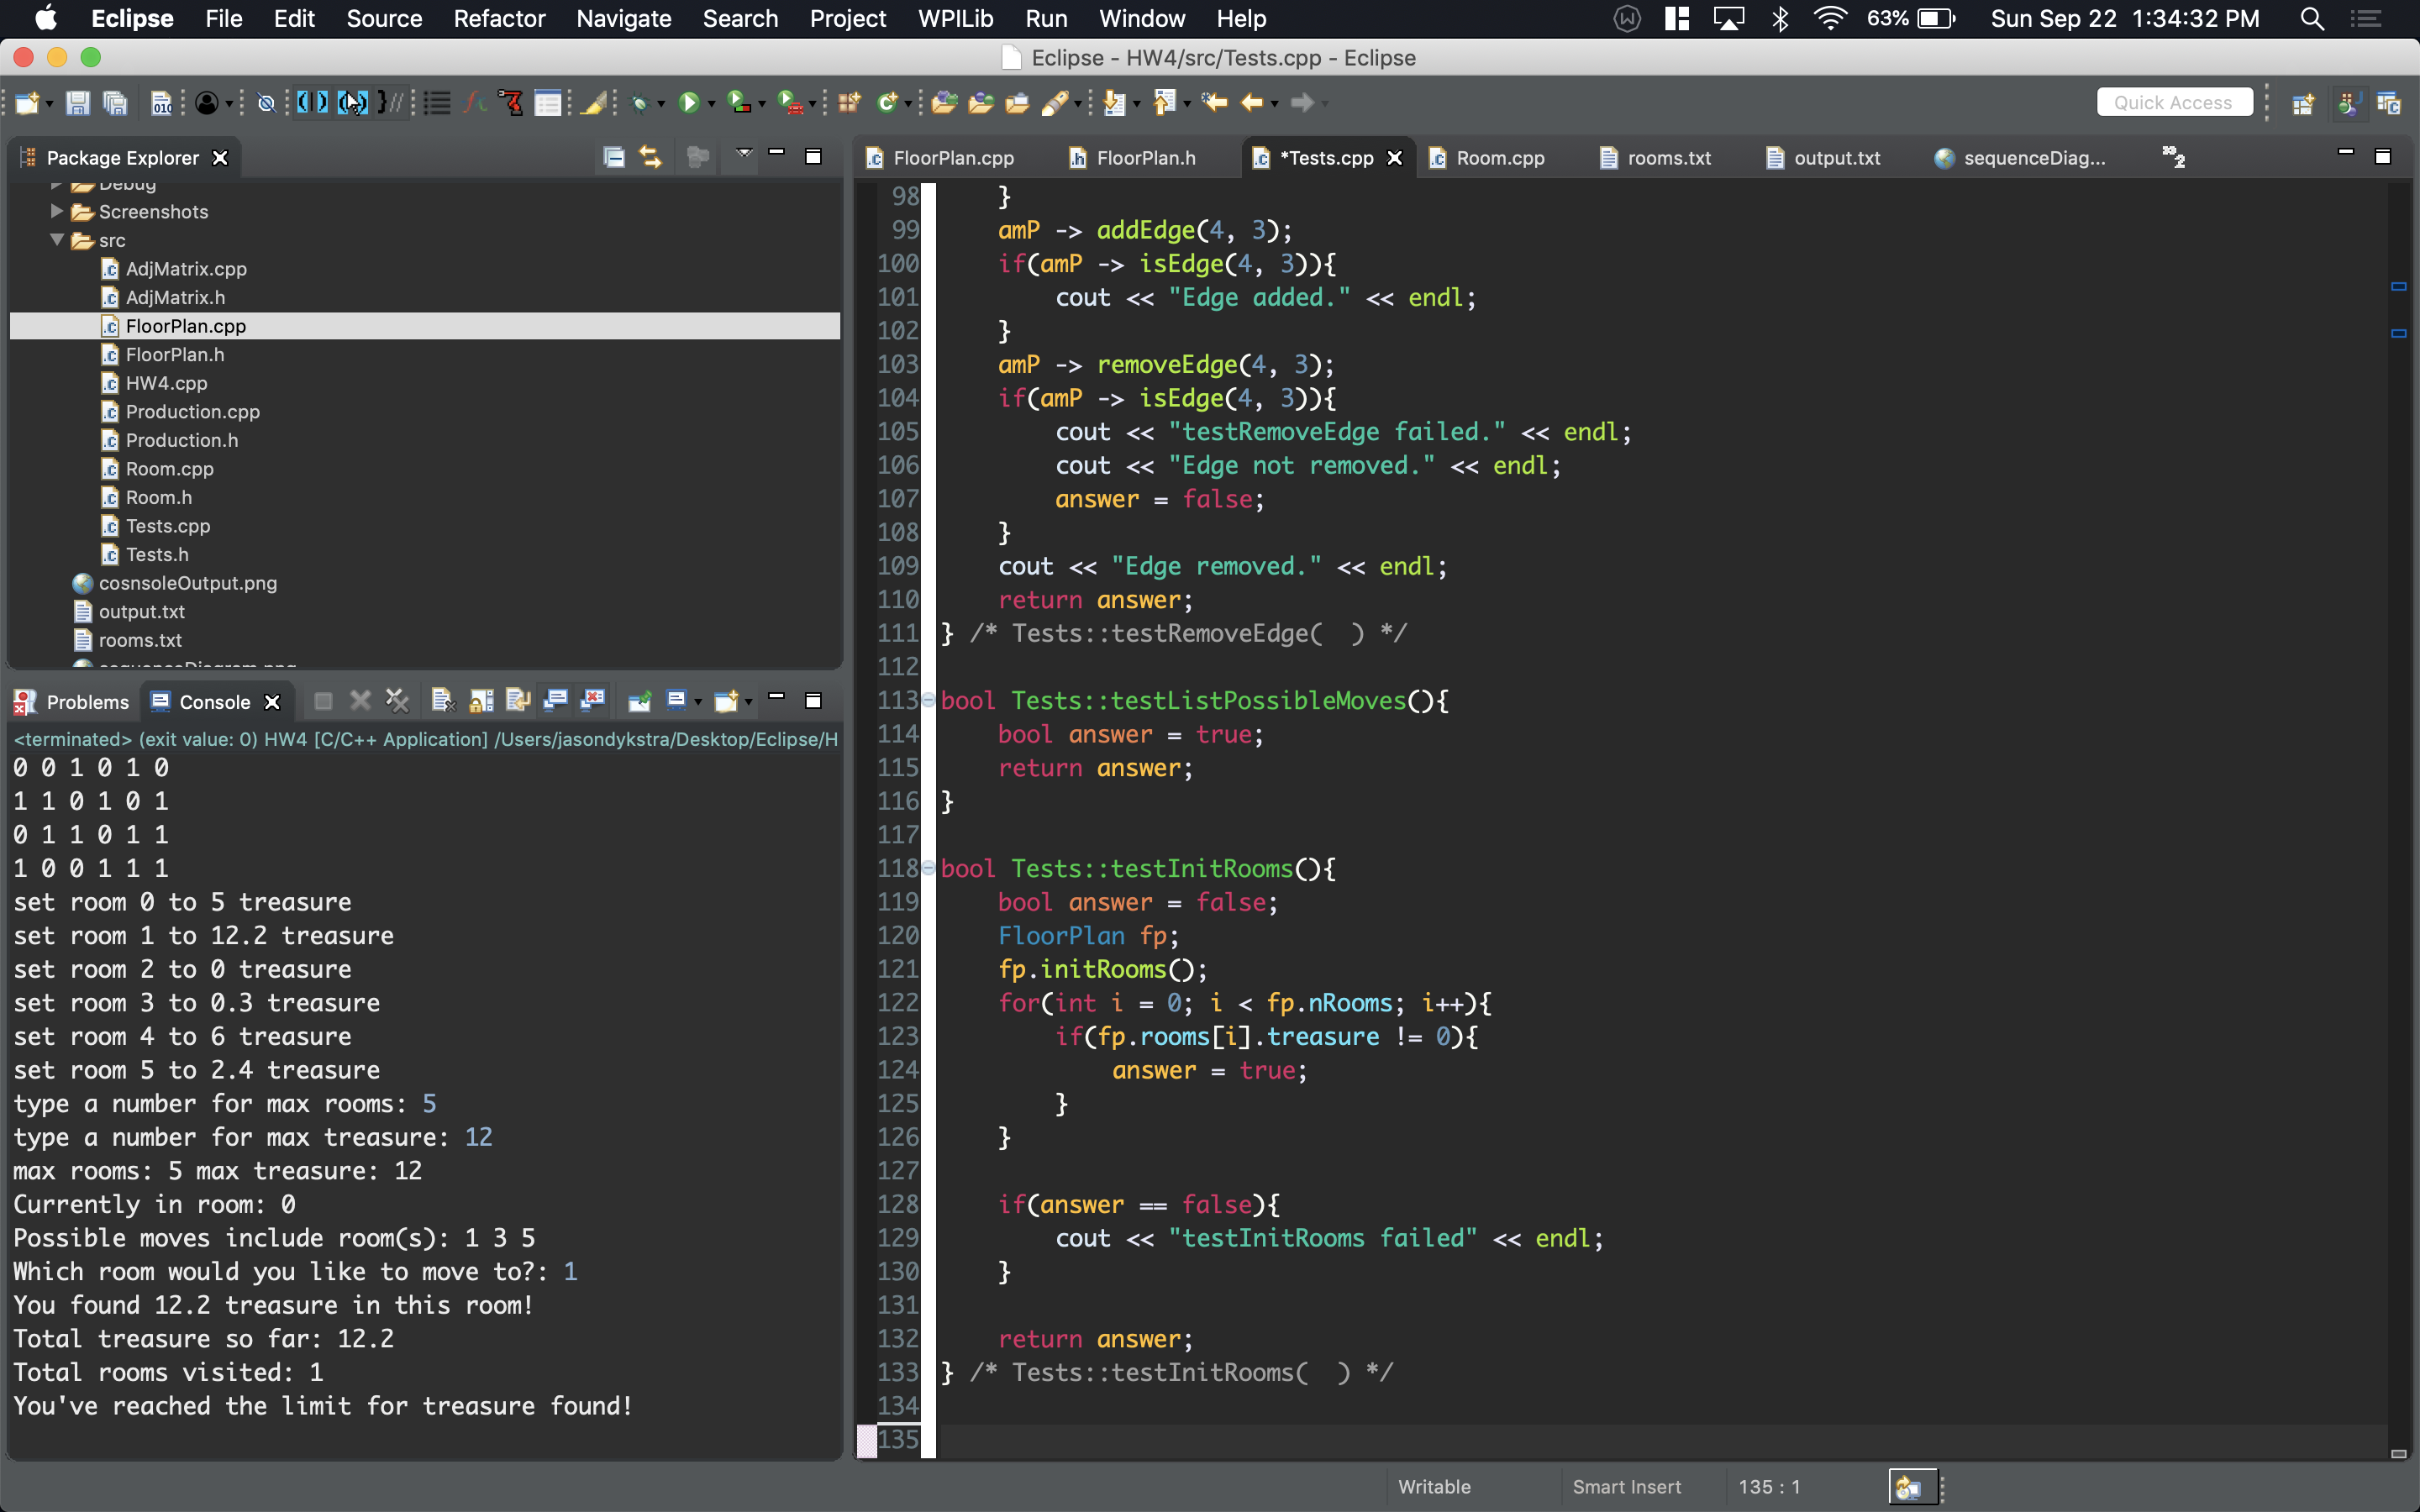 Eclipse File Edit Source Refactor Navigate Search Project WPILib Run Window Help 63% Sun Sep 22 1:34:32 PM
Eclipse - HW4/src/Tests.cpp - Eclipse
Quick Access
Package Explorer
Debug
Screenshots
src
AdjMatrix.cpp
AdjMatrix.h
FloorPlan.cpp
FloorPlan.h
HW4.cpp
Production.cpp
Production.h
Room.cpp
Room.h
Tests.cpp
Tests.h
cosnsoleOutput.png
output.txt
rooms.txt
sequenceDiagram.png
Problems Console
<terminated> (exit value: 0) HW4 [C/C++ Application] /Users/jasondykstra/Desktop/Eclipse/H
0 0 1 0 1 0
1 1 0 1 0 1
0 1 1 0 1 1
1 0 0 1 1 1
set room 0 to 5 treasure
set room 1 to 12.2 treasure
set room 2 to 0 treasure
set room 3 to 0.3 treasure
set room 4 to 6 treasure
set room 5 to 2.4 treasure
type a number for max rooms: 5
type a number for max treasure: 12
max rooms: 5 max treasure: 12
Currently in room: 0
Possible moves include room(s): 1 3 5
Which room would you like to move to?: 1
You found 12.2 treasure in this room!
Total treasure so far: 12.2
Total rooms visited: 1
You've reached the limit for treasure found!
FloorPlan.cpp FloorPlan.h *Tests.cpp Room.cpp rooms.txt output.txt sequenceDiag... »2
98 }
99 amP -> addEdge(4, 3);
100 if(amP -> isEdge(4, 3)){
101 cout << "Edge added." << endl;
102 }
103 amP -> removeEdge(4, 3);
104 if(amP -> isEdge(4, 3)){
105 cout << "testRemoveEdge failed." << endl;
106 cout << "Edge not removed." << endl;
107 answer = false;
108 }
109 cout << "Edge removed." << endl;
110 return answer;
111 } /* Tests::testRemoveEdge( ) */
112
113 bool Tests::testListPossibleMoves(){
114 bool answer = true;
115 return answer;
116 }
117
118 bool Tests::testInitRooms(){
119 bool answer = false;
120 FloorPlan fp;
121 fp.initRooms();
122 for(int i = 0; i < fp.nRooms; i++){
123 if(fp.rooms[i].treasure != 0){
124 answer = true;
125 }
126 }
127
128 if(answer == false){
129 cout << "testInitRooms failed" << endl;
130 }
131
132 return answer;
133 } /* Tests::testInitRooms( ) */
134
135
Writable Smart Insert 135 : 1